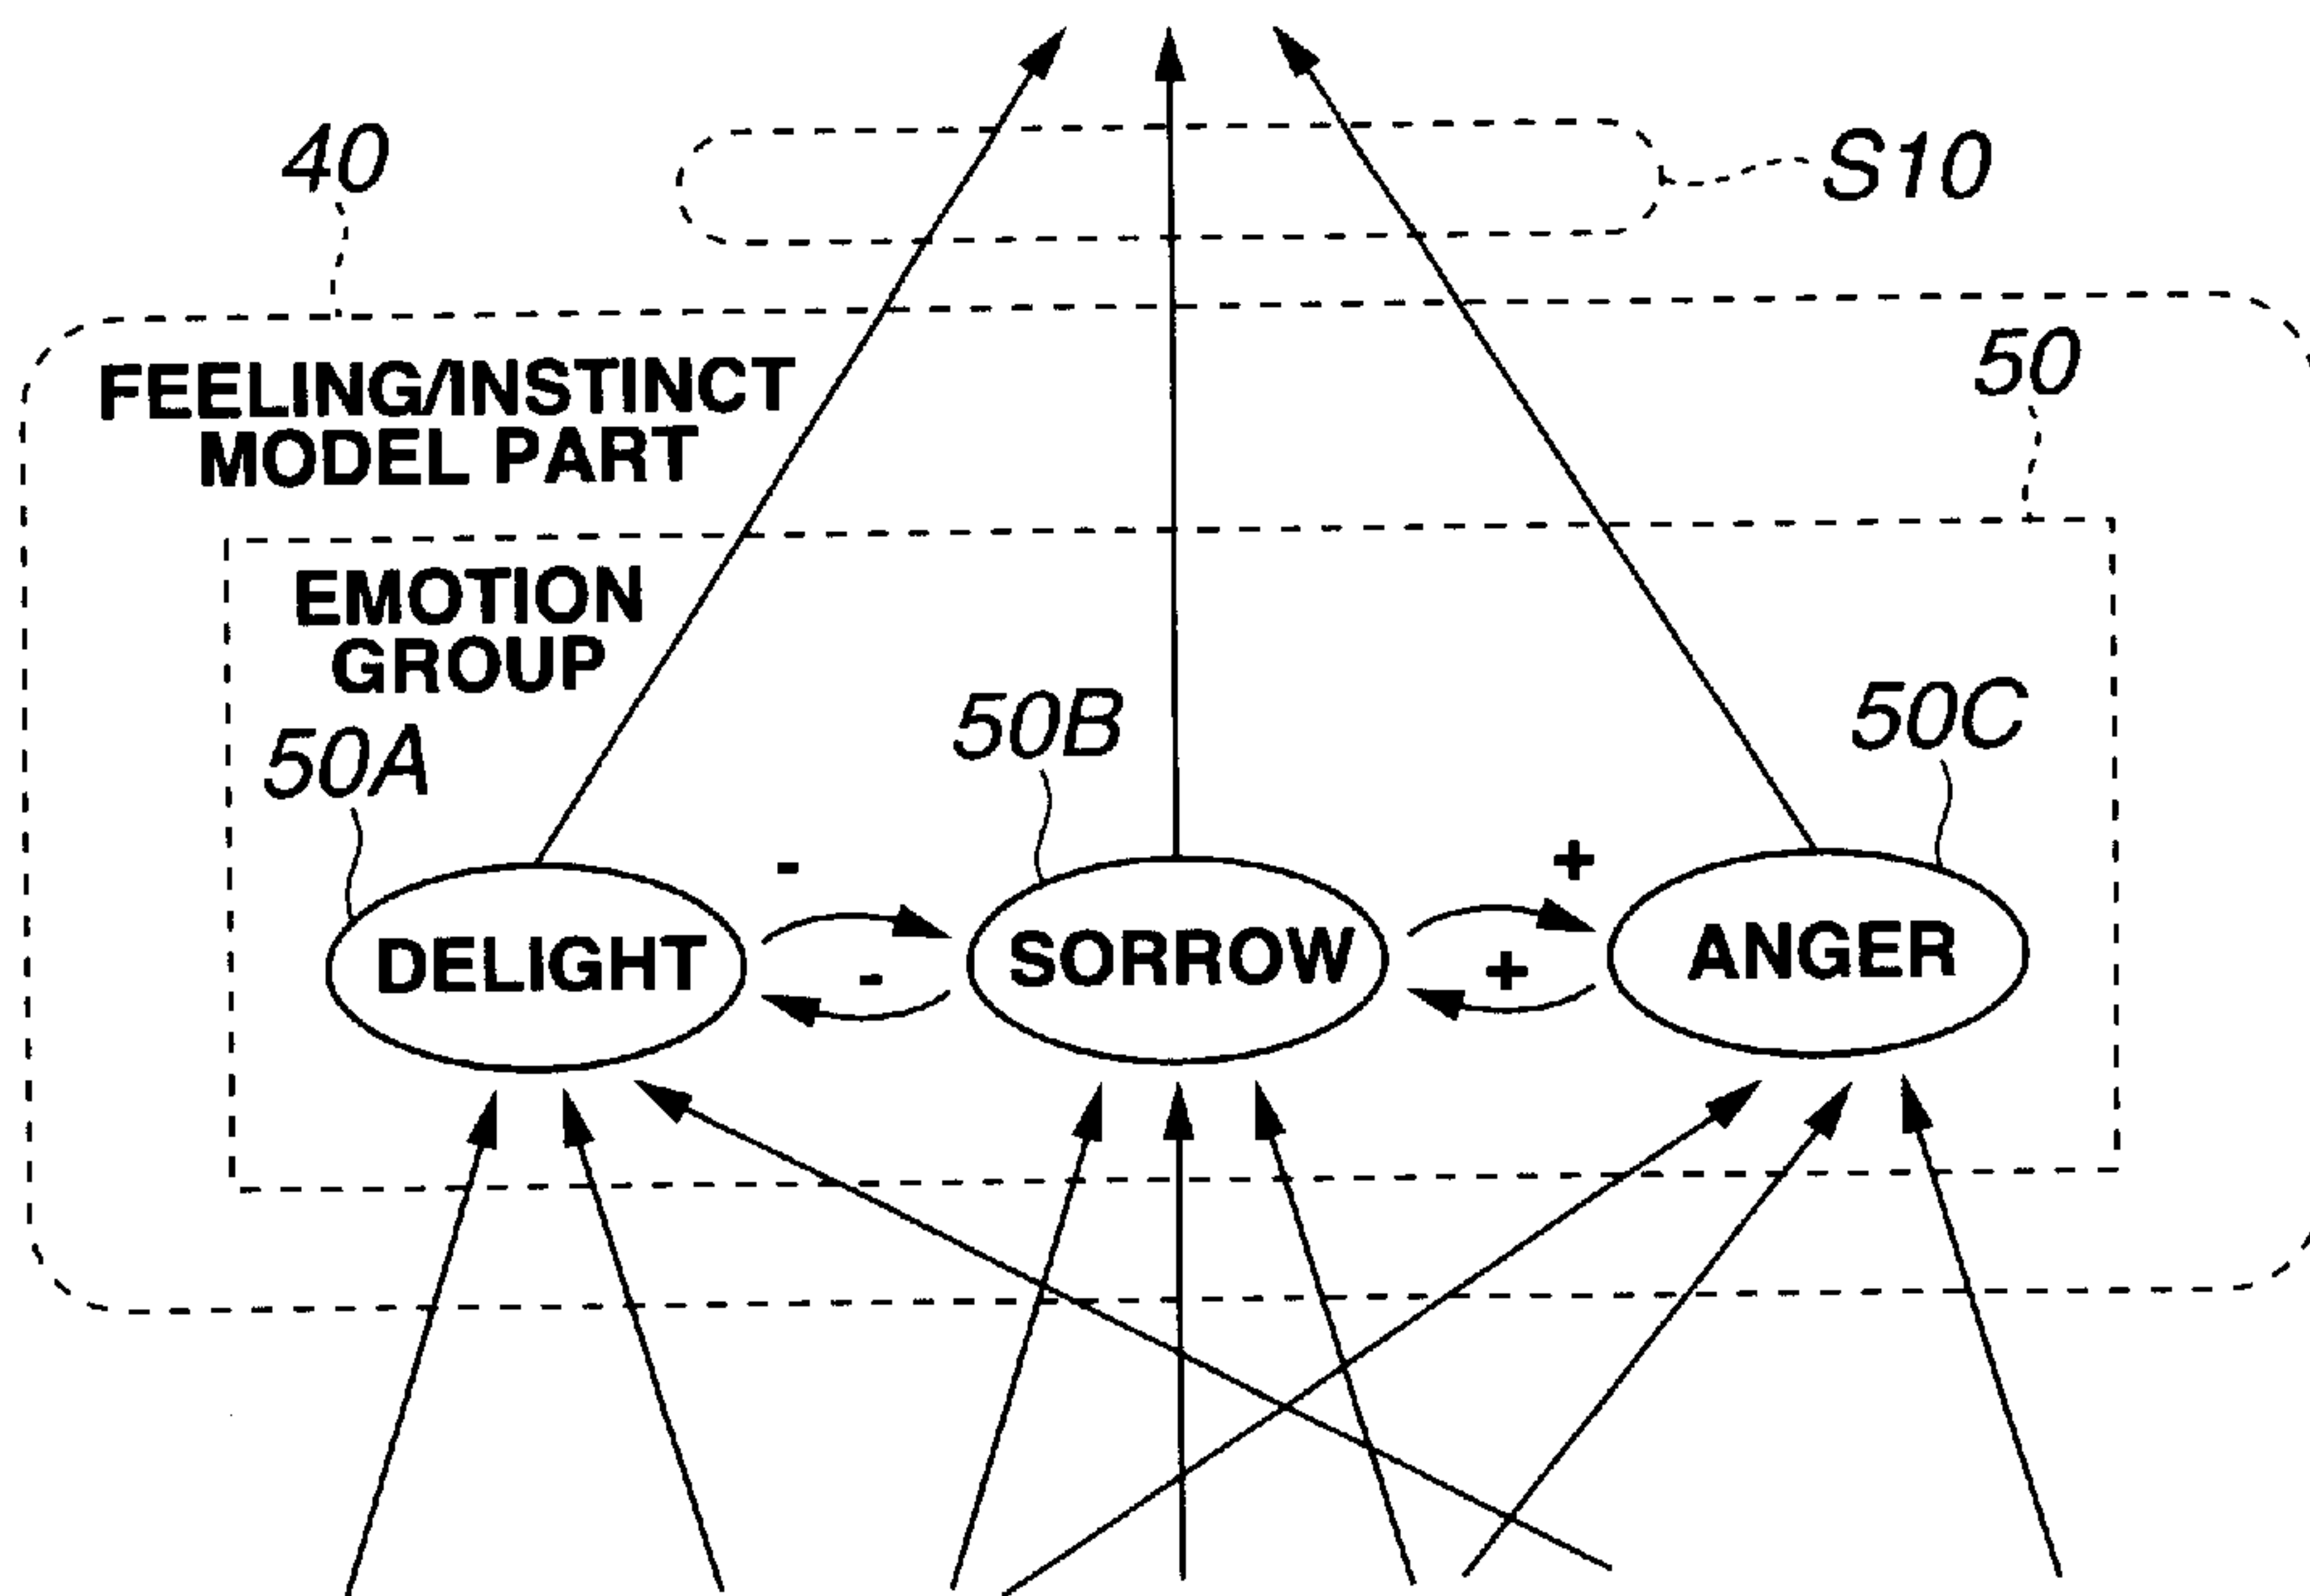 40
S10
FEELING/INSTINCT
MODEL PART
50
EMOTION
GROUP
50A
50B
50C
-
+
DELIGHT
SORROW
ANGER
-
+